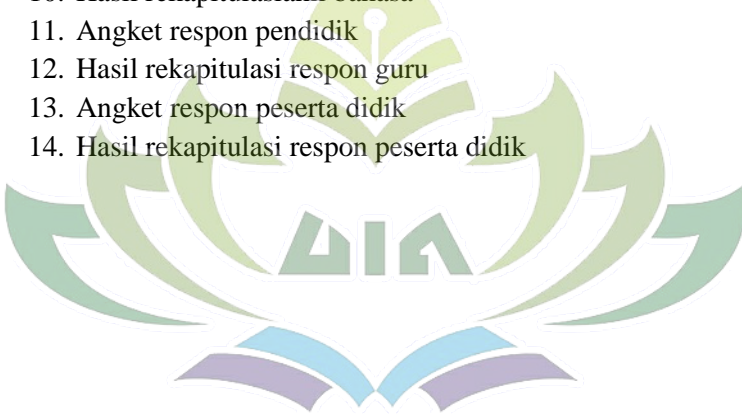 11. Angket respon pendidik
12. Hasil rekapitulasi respon guru
13. Angket respon peserta didik
14. Hasil rekapitulasi respon peserta didik
UIN